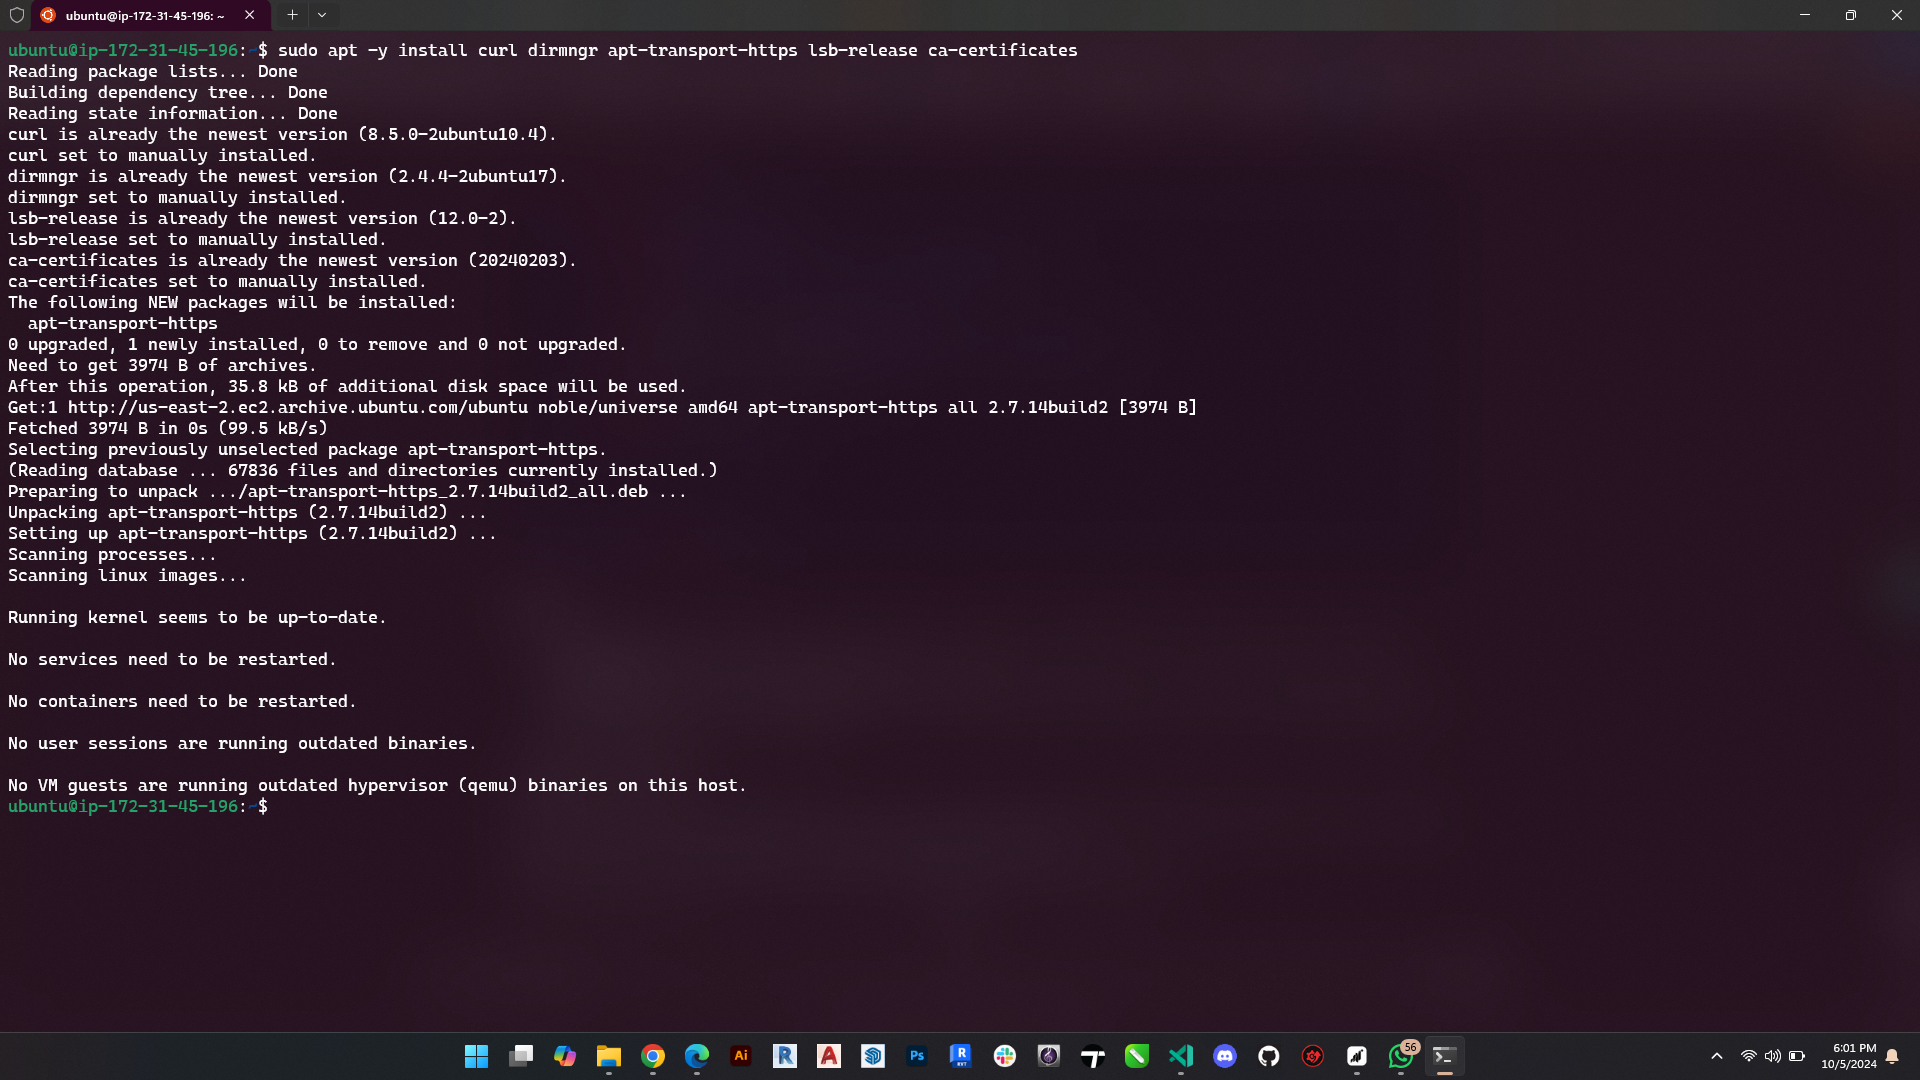 ubuntu@ip-172-31-45-196: ~
ubuntu@ip-172-31-45-196:~$ sudo apt -y install curl dirmngr apt-transport-https lsb-release ca-certificates
Reading package lists... Done
Building dependency tree... Done
Reading state information... Done
curl is already the newest version (8.5.0-2ubuntu10.4).
curl set to manually installed.
dirmngr is already the newest version (2.4.4-2ubuntu17).
dirmngr set to manually installed.
lsb-release is already the newest version (12.0-2).
lsb-release set to manually installed.
ca-certificates is already the newest version (20240203).
ca-certificates set to manually installed.
The following NEW packages will be installed:
  apt-transport-https
0 upgraded, 1 newly installed, 0 to remove and 0 not upgraded.
Need to get 3974 B of archives.
After this operation, 35.8 kB of additional disk space will be used.
Get:1 http://us-east-2.ec2.archive.ubuntu.com/ubuntu noble/universe amd64 apt-transport-https all 2.7.14build2 [3974 B]
Fetched 3974 B in 0s (99.5 kB/s)
Selecting previously unselected package apt-transport-https.
(Reading database ... 67836 files and directories currently installed.)
Preparing to unpack .../apt-transport-https_2.7.14build2_all.deb ...
Unpacking apt-transport-https (2.7.14build2) ...
Setting up apt-transport-https (2.7.14build2) ...
Scanning processes...
Scanning linux images...
Running kernel seems to be up-to-date.
No services need to be restarted.
No containers need to be restarted.
No user sessions are running outdated binaries.
No VM guests are running outdated hypervisor (qemu) binaries on this host.
ubuntu@ip-172-31-45-196:~$
Ai
R
A
Ps
R
56
6:01 PM
10/5/2024